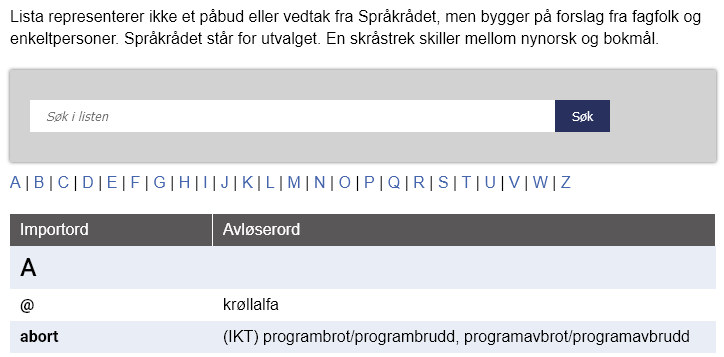 Lista representerer ikke et påbud eller vedtak fra Språkrådet, men bygger på forslag fra fagfolk og
enkeltpersoner. Språkrådet står for utvalget. En skråstrek skiller mellom nynorsk og bokmål.
Søk i listen Søk
A | B | C | D | E | F | G | H | I | J | K | L | M | N | O | P | Q | R | S | T | U | V | W | Z
Importord Avløserord
A
@ krøllalfa
abort (IKT) programbrot/programbrudd, programavbrot/programavbrudd